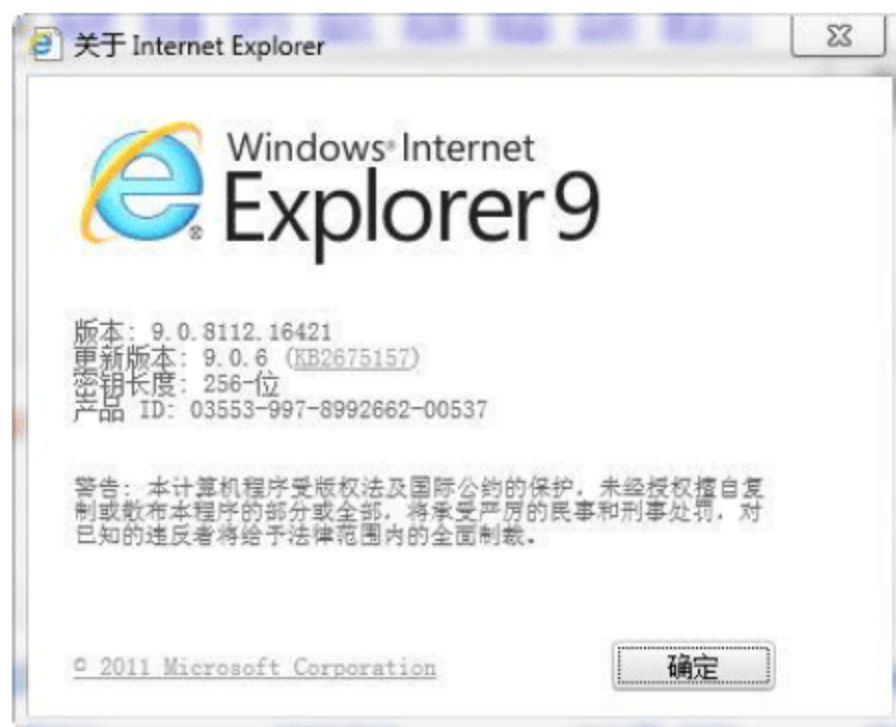 关于 Internet Explorer
Windows® Internet
Explorer9
版本: 9.0.8112.16421
更新版本: 9.0.6 (KB2675157)
密钥长度: 256-位
产品 ID: 03553-997-8992662-00537
警告: 本计算机程序受版权法及国际公约的保护，未经授权擅自复
制或散布本程序的部分或全部，将承受严厉的民事和刑事处罚，对
已知的违反者将给予法律范围内的全面制裁。
© 2011 Microsoft Corporation
确定